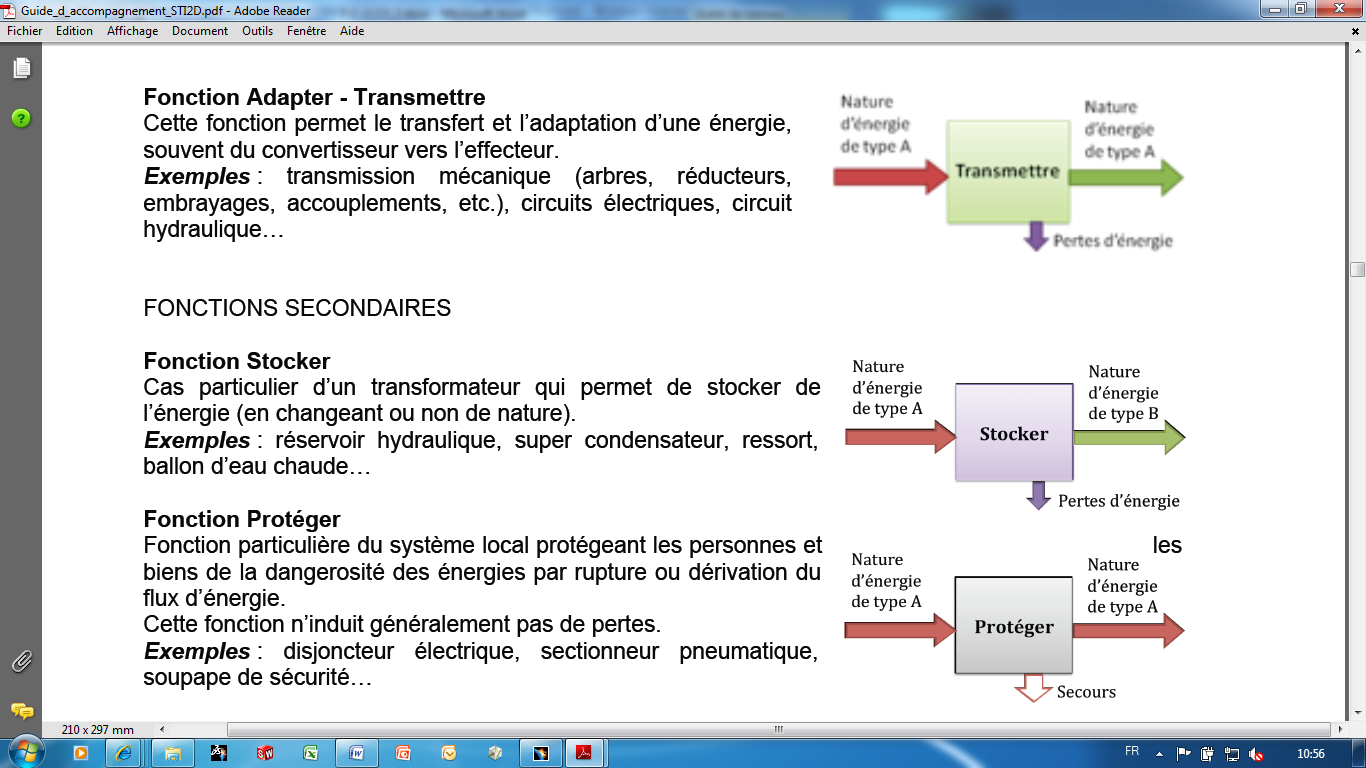 Guide_d_accompagnement_STI2D.pdf - Adobe Reader
Fichier Edition Affichage Document Outils Fenêtre Aide
Fonction Adapter - Transmettre
Cette fonction permet le transfert et l’adaptation d’une énergie,
souvent du convertisseur vers l’effecteur.
Exemples : transmission mécanique (arbres, réducteurs,
embrayages, accouplements, etc.), circuits électriques, circuit
hydraulique…
Nature
d’énergie
de type A
Transmettre
Nature
d’énergie
de type A
Pertes d’énergie
FONCTIONS SECONDAIRES
Fonction Stocker
Cas particulier d’un transformateur qui permet de stocker de
l’énergie (en changeant ou non de nature).
Exemples : réservoir hydraulique, super condensateur, ressort,
ballon d’eau chaude…
Nature
d’énergie
de type A
Stocker
Nature
d’énergie
de type B
Pertes d’énergie
Fonction Protéger
Fonction particulière du système local protégeant les personnes et les
biens de la dangerosité des énergies par rupture ou dérivation du
flux d’énergie.
Cette fonction n’induit généralement pas de pertes.
Exemples : disjoncteur électrique, sectionneur pneumatique,
soupape de sécurité…
Nature
d’énergie
de type A
Protéger
Nature
d’énergie
de type A
Secours
210 x 297 mm
FR 10:56